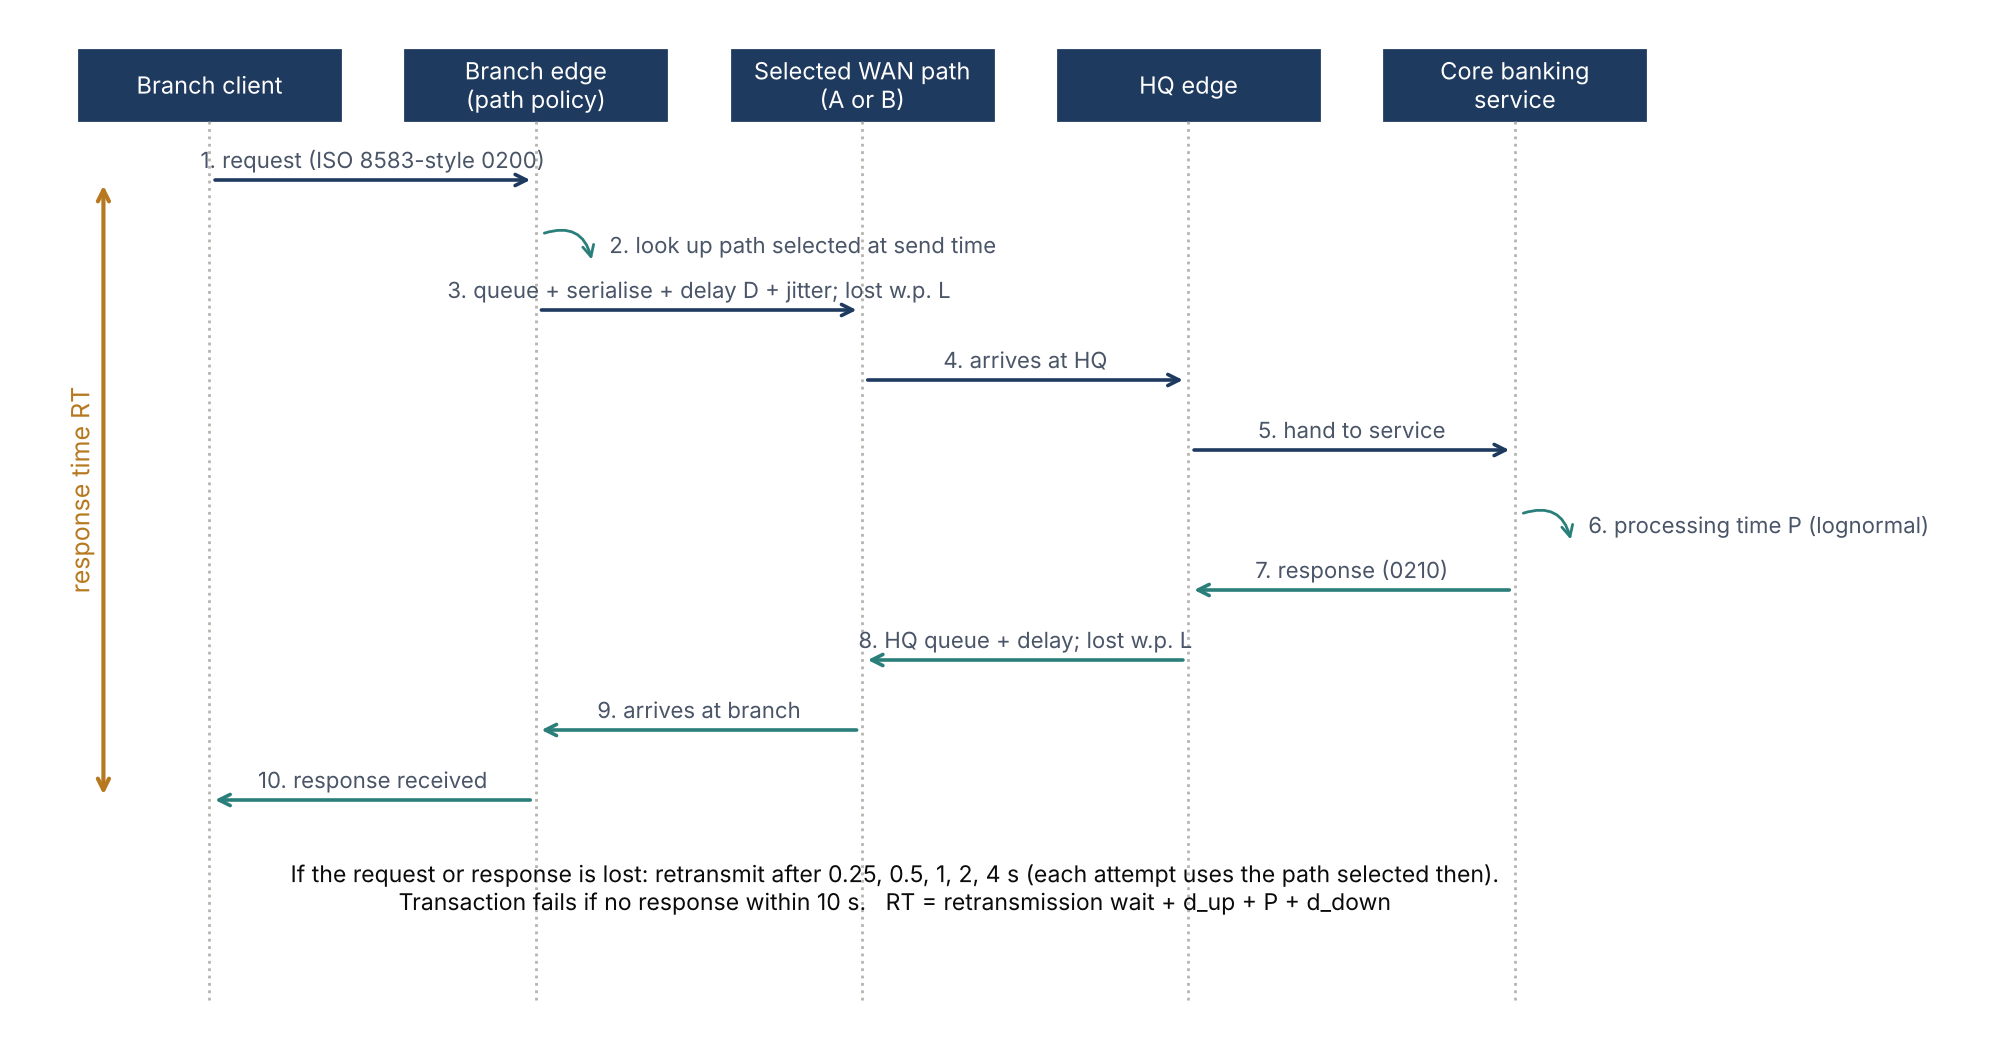 Branch client
Branch edge
(path policy)
Selected WAN path
(A or B)
HQ edge
Core banking
service
1. request (ISO 8583-style 0200)
2. look up path selected at send time
3. queue + serialise + delay D + jitter; lost w.p. L
4. arrives at HQ
5. hand to service
response time RT
6. processing time P (lognormal)
7. response (0210)
8. HQ queue + delay; lost w.p. L
9. arrives at branch
10. response received
If the request or response is lost: retransmit after 0.25, 0.5, 1, 2, 4 s (each attempt uses the path selected then).
Transaction fails if no response within 10 s.   RT = retransmission wait + d_up + P + d_down